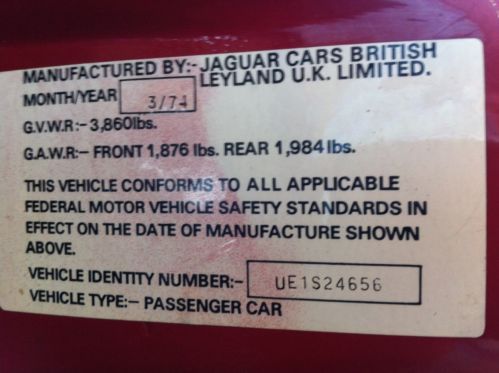 MANUFACTURED BY:- JAGUAR CARS BRITISH
LEYLAND U.K. LIMITED.
MONTH/YEAR 3/74
G.V.W.R:- 3,860lbs.
G.A.W.R:- FRONT 1,876 lbs. REAR 1,984lbs.
THIS VEHICLE CONFORMS TO ALL APPLICABLE
FEDERAL MOTOR VEHICLE SAFETY STANDARDS IN
EFFECT ON THE DATE OF MANUFACTURE SHOWN
ABOVE.
VEHICLE IDENTITY NUMBER:- UE1S24656
VEHICLE TYPE:- PASSENGER CAR